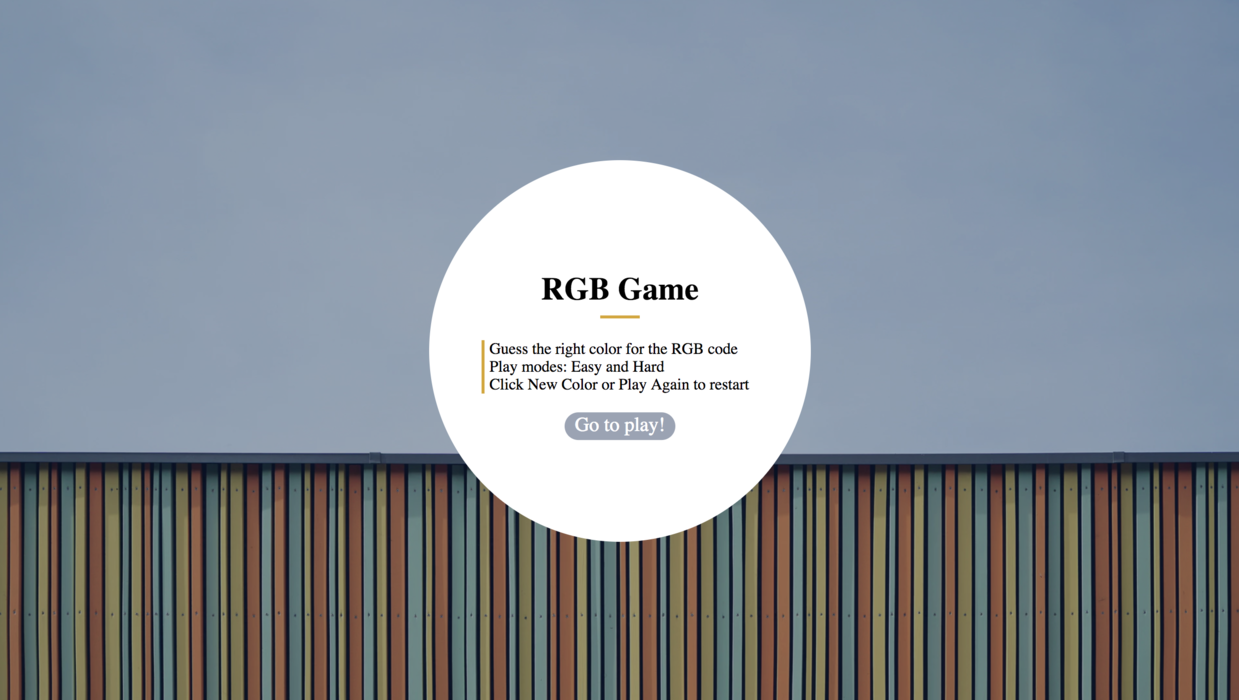 RGB Game
Guess the right color for the RGB code
Play modes: Easy and Hard
Click New Color or Play Again to restart
Go to play!